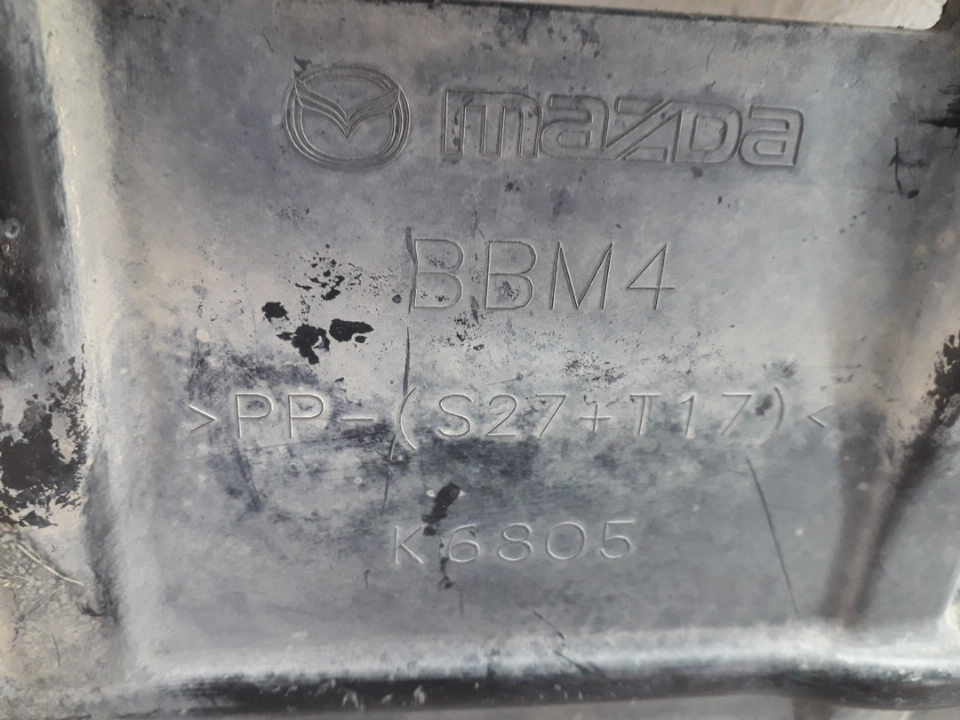 mazda
BBM4
>PP-(S27+T17)<
K6805